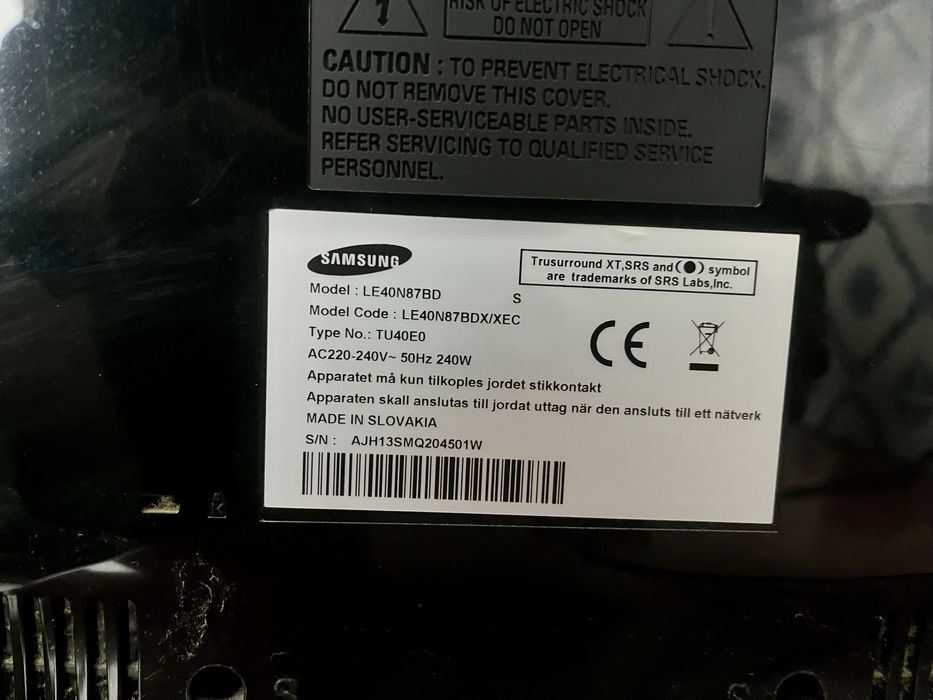 RISK OF ELECTRIC SHOCK
DO NOT OPEN
CAUTION : TO PREVENT ELECTRICAL SHOCK,
DO NOT REMOVE THIS COVER.
NO USER-SERVICEABLE PARTS INSIDE.
REFER SERVICING TO QUALIFIED SERVICE
PERSONNEL.
SAMSUNG
Trusurround XT,SRS and (●) symbol
are trademarks of SRS Labs,Inc.
Model : LE40N87BD S
Model Code : LE40N87BDX/XEC
Type No.: TU40E0
AC220-240V~ 50Hz 240W
CE
Apparatet må kun tilkoples jordet stikkontakt
Apparaten skall anslutas till jordat uttag när den ansluts till ett nätverk
MADE IN SLOVAKIA
S/N : AJH13SMQ204501W